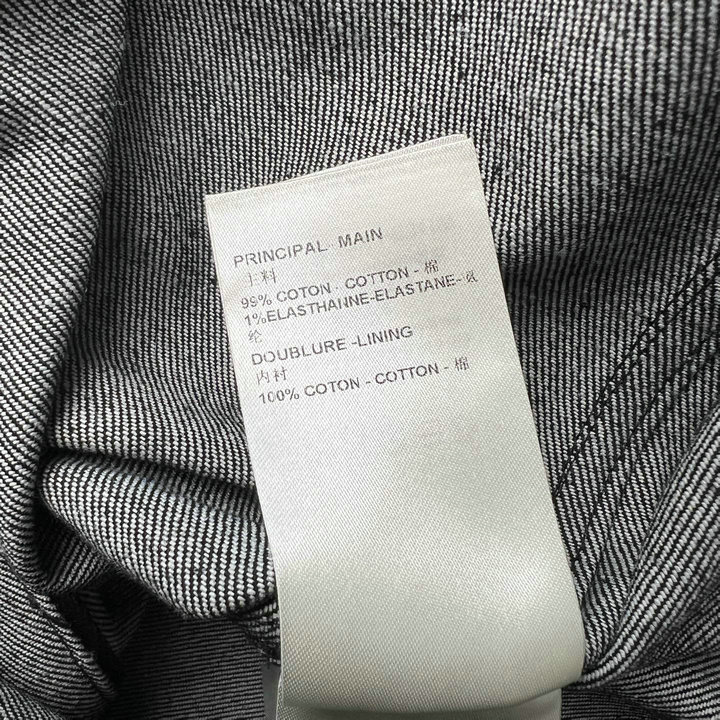 PRINCIPAL- MAIN
主料
99% COTON - COTTON - 棉
1%ELASTHANNE-ELASTANE-氨
纶
DOUBLURE -LINING
内衬
100% COTON - COTTON - 棉